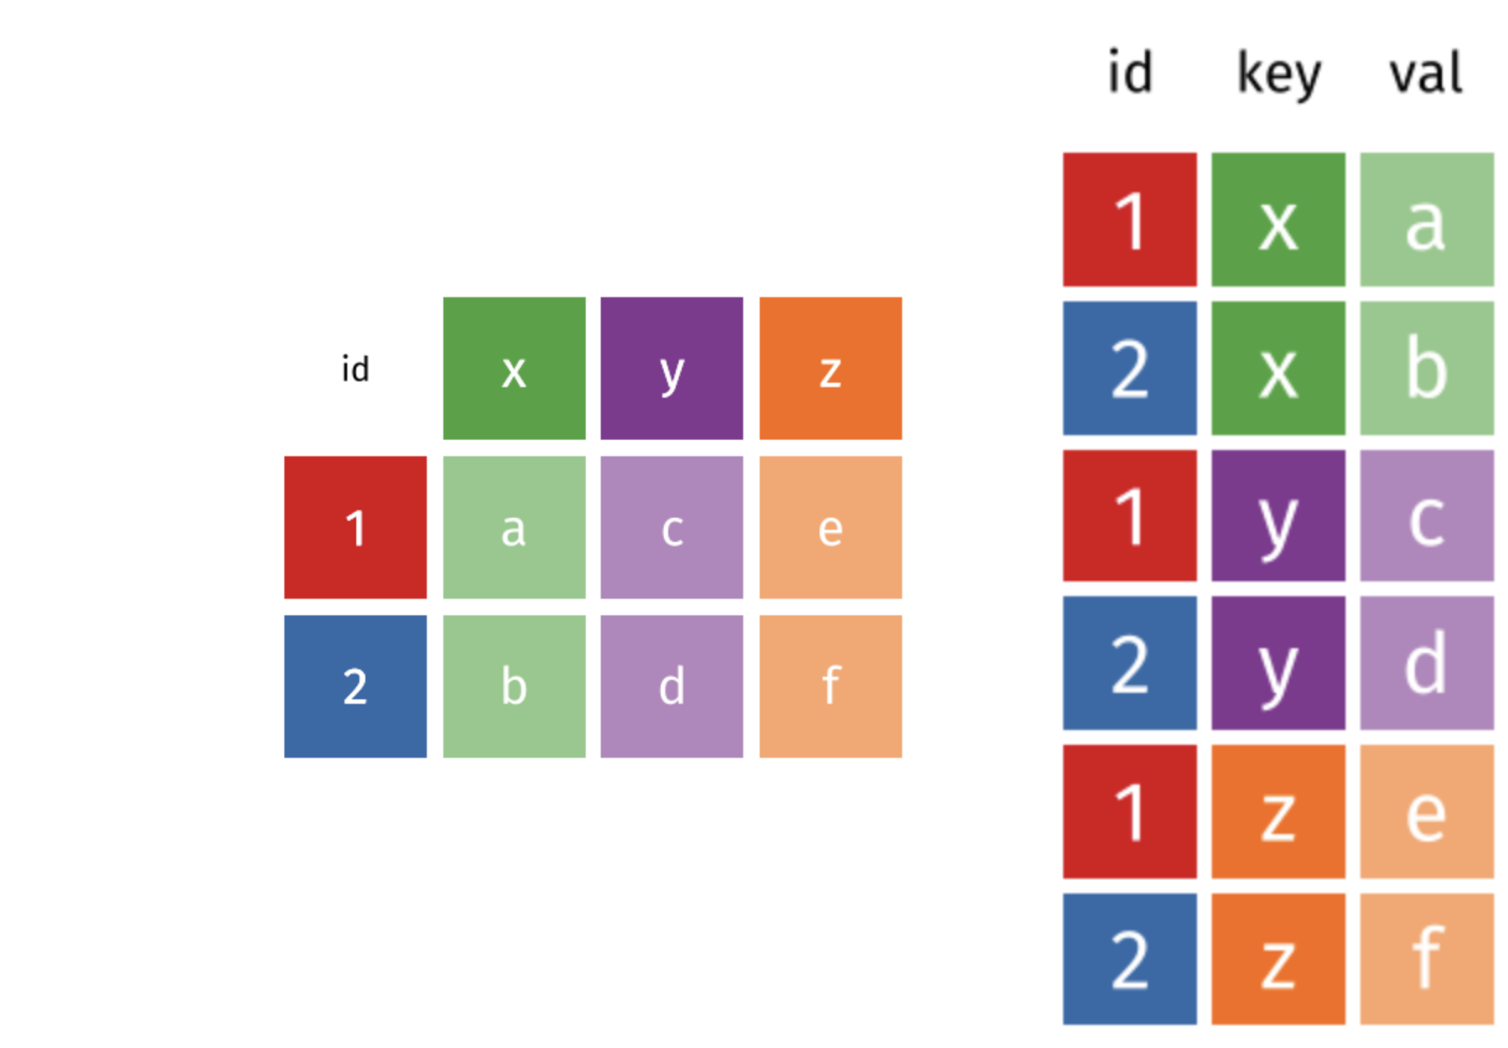 id x y z
1 a c e
2 b d f
id key val
1 x a
2 x b
1 y c
2 y d
1 z e
2 z f